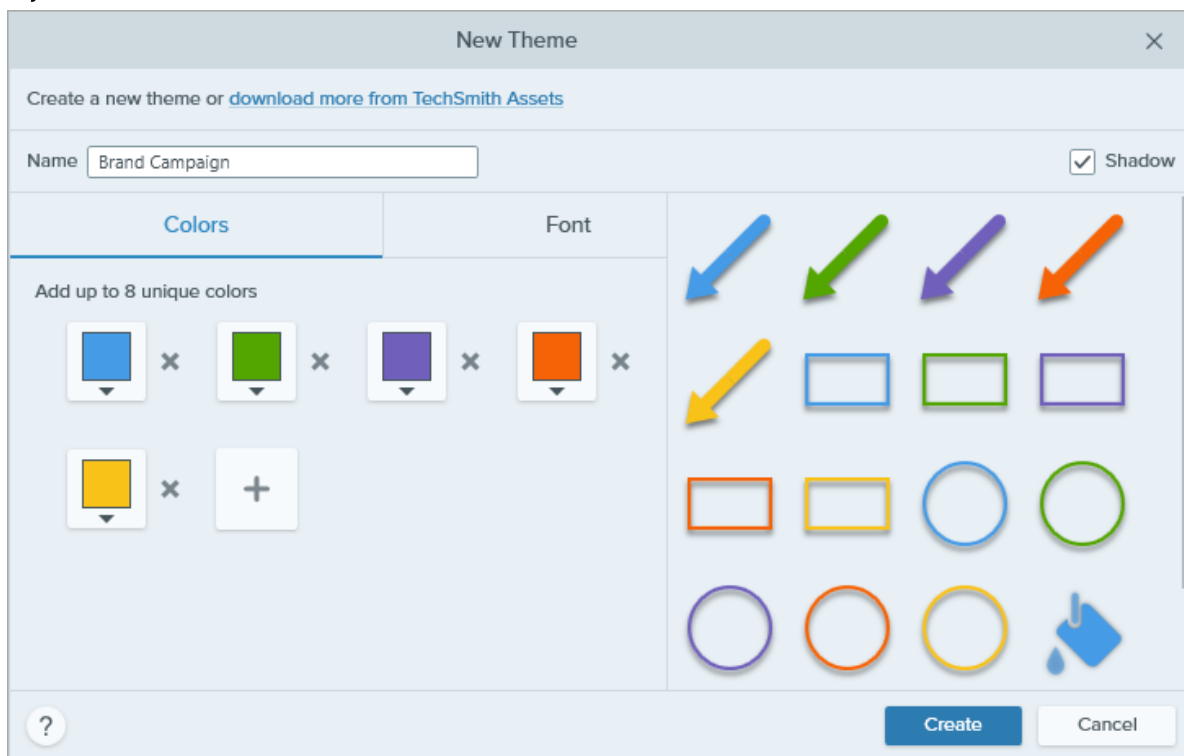 New Theme
Create a new theme or download more from TechSmith Assets
Name Brand Campaign Shadow
Colors Font
Add up to 8 unique colors
?
Create Cancel